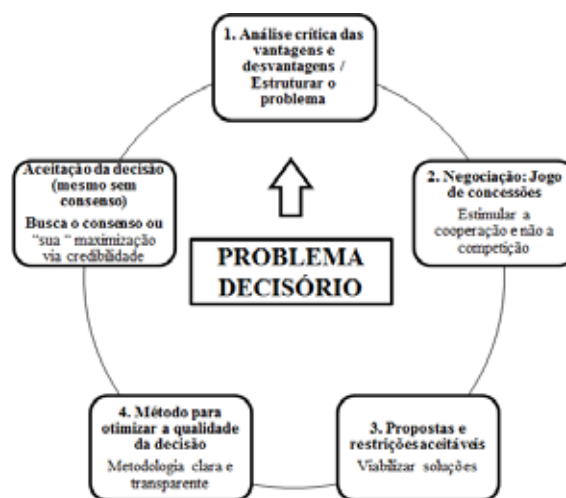 1. Análise crítica das
vantagens e
desvantagens /
Estruturar o
problema
2. Negociação: Jogo
de concessões
Estimular a
cooperação e não a
competição
3. Propostas e
restrições aceitáveis
Viabilizar soluções
4. Método para
otimizar a qualidade
da decisão
Metodologia clara e
transparente
Aceitação da decisão
(mesmo sem
consenso)
Busca o consenso ou
"sua " maximização
via credibilidade
PROBLEMA
DECISÓRIO